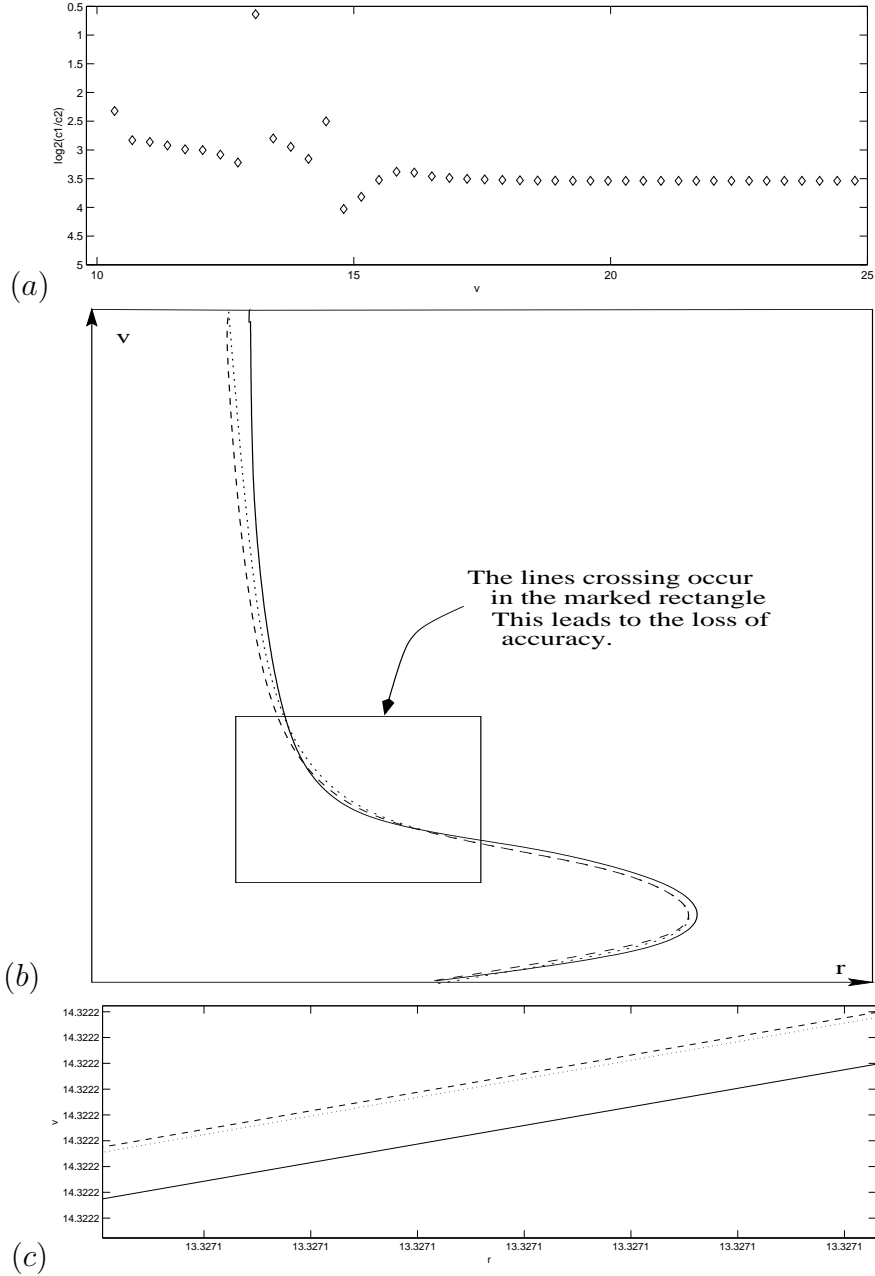 0.5
1
1.5
2
2.5
3
3.5
4
4.5
5
log2(c1/c2)
10 15 20 25
v
(a)
v
The lines crossing occur
in the marked rectangle
This leads to the loss of
accuracy.
r
(b)
14.3222
14.3222
14.3222
14.3222
14.3222
14.3222
14.3222
14.3222
14.3222
v
13.3271 13.3271 13.3271 13.3271 13.3271 13.3271 13.3271
r
(c)